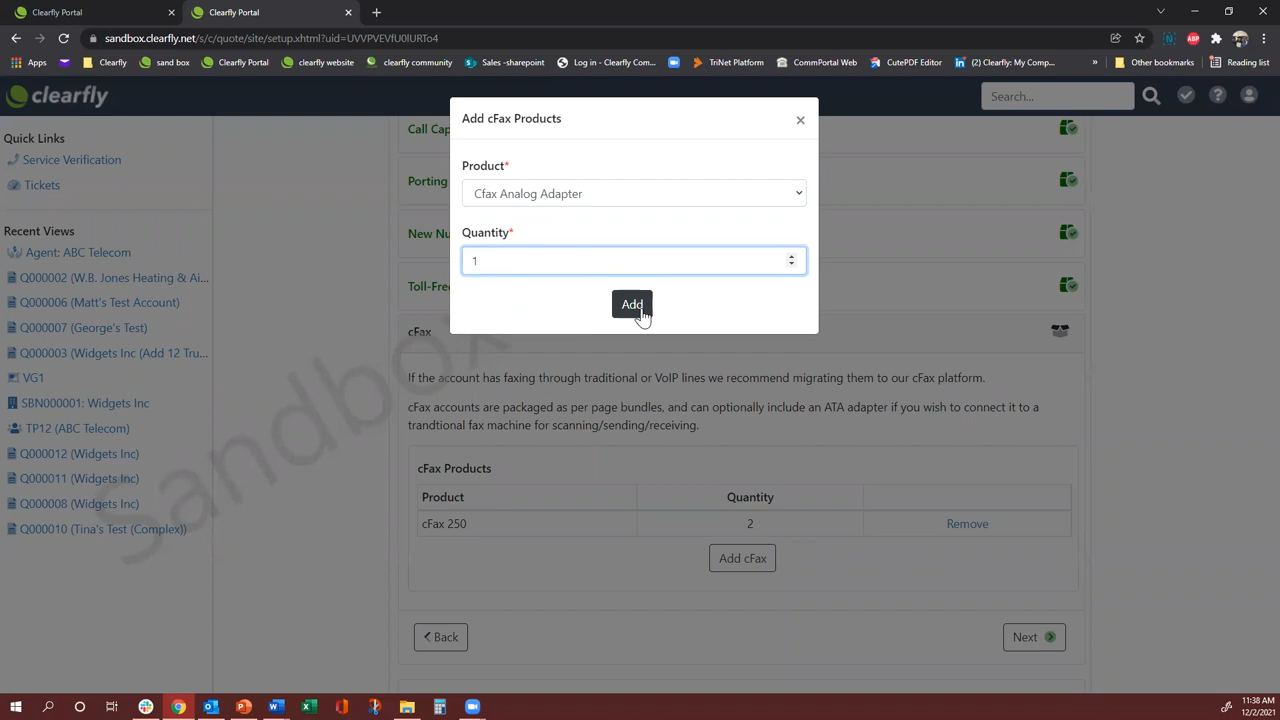 Clearfly Portal
Clearfly Portal
sandbox.clearfly.net/s/c/quote/site/setup.xhtml?uid=UVVPVEVfU0lURTo4
Apps
Clearfly
sand box
Clearfly Portal
clearfly website
clearfly community
Sales -sharepoint
Log in - Clearfly Com...
TriNet Platform
CommPortal Web
CutePDF Editor
(2) Clearfly: My Comp...
»
Other bookmarks
Reading list
clearfly
Search...
Quick Links
Service Verification
Tickets
Recent Views
Agent: ABC Telecom
Q000002 (W.B. Jones Heating & Ai...
Q000006 (Matt's Test Account)
Q000007 (George's Test)
Q000003 (Widgets Inc (Add 12 Tru...
VG1
SBN000001: Widgets Inc
TP12 (ABC Telecom)
Q000012 (Widgets Inc)
Q000011 (Widgets Inc)
Q000008 (Widgets Inc)
Q000010 (Tina's Test (Complex))
Add cFax Products
×
Product*
Cfax Analog Adapter
Quantity*
1
Add
Call Cap
Porting
New Nu
Toll-Fre
cFax
If the account has faxing through traditional or VoIP lines we recommend migrating them to our cFax platform.
cFax accounts are packaged as per page bundles, and can optionally include an ATA adapter if you wish to connect it to a
trandtional fax machine for scanning/sending/receiving.
cFax Products
Product Quantity
cFax 250 2 Remove
Add cFax
Back
Next
Sandbox
11:38 AM
12/2/2021